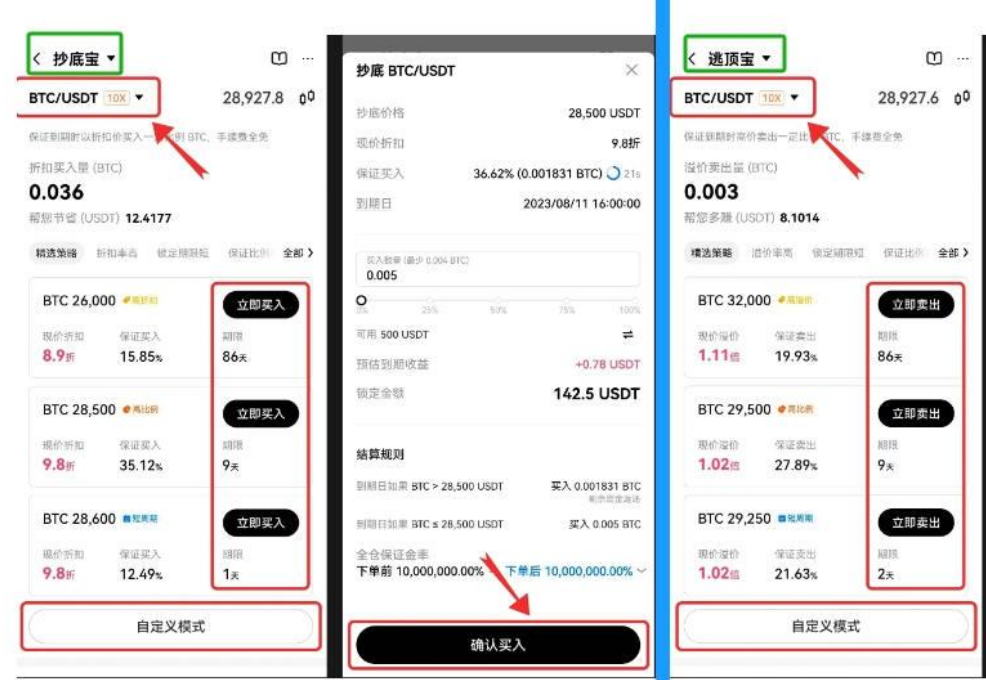 抄底宝
BTC/USDT 10X
28,927.8
保证到期时以折扣价买入一 比例 BTC，手续费全免
折扣买入量 (BTC)
0.036
帮您节省 (USDT) 12.4177
精选策略 折扣率高 锁定期限短 保证比例 全部
BTC 26,000 高折扣
立即买入
现价折扣 保证买入 期限
8.9折 15.85% 86天
BTC 28,500 高比例
立即买入
现价折扣 保证买入 期限
9.8折 35.12% 9天
BTC 28,600 短周期
立即买入
现价折扣 保证买入 期限
9.8折 12.49% 1天
自定义模式
抄底 BTC/USDT
抄底价格 28,500 USDT
现价折扣 9.8折
保证买入 36.62% (0.001831 BTC) 21s
到期日 2023/08/11 16:00:00
买入数量 (最少 0.004 BTC)
0.005
0% 25% 50% 75% 100%
可用 500 USDT
预估到期收益 +0.78 USDT
锁定金额 142.5 USDT
结算规则
到期日如果 BTC > 28,500 USDT 买入 0.001831 BTC
剩余资金返还
到期日如果 BTC ≤ 28,500 USDT 买入 0.005 BTC
全仓保证金率
下单前 10,000,000.00% 下单后 10,000,000.00%
确认买入
逃顶宝
BTC/USDT 10X
28,927.6
保证到期时高价卖出一定比 BTC，手续费全免
溢价卖出量 (BTC)
0.003
帮您多赚 (USDT) 8.1014
精选策略 溢价率高 锁定期限短 保证比例 全部
BTC 32,000 高溢价
立即卖出
现价溢价 保证卖出 期限
1.11倍 19.93% 86天
BTC 29,500 高比例
立即卖出
现价溢价 保证卖出 期限
1.02倍 27.89% 9天
BTC 29,250 短周期
立即卖出
现价溢价 保证卖出 期限
1.02倍 21.63% 2天
自定义模式